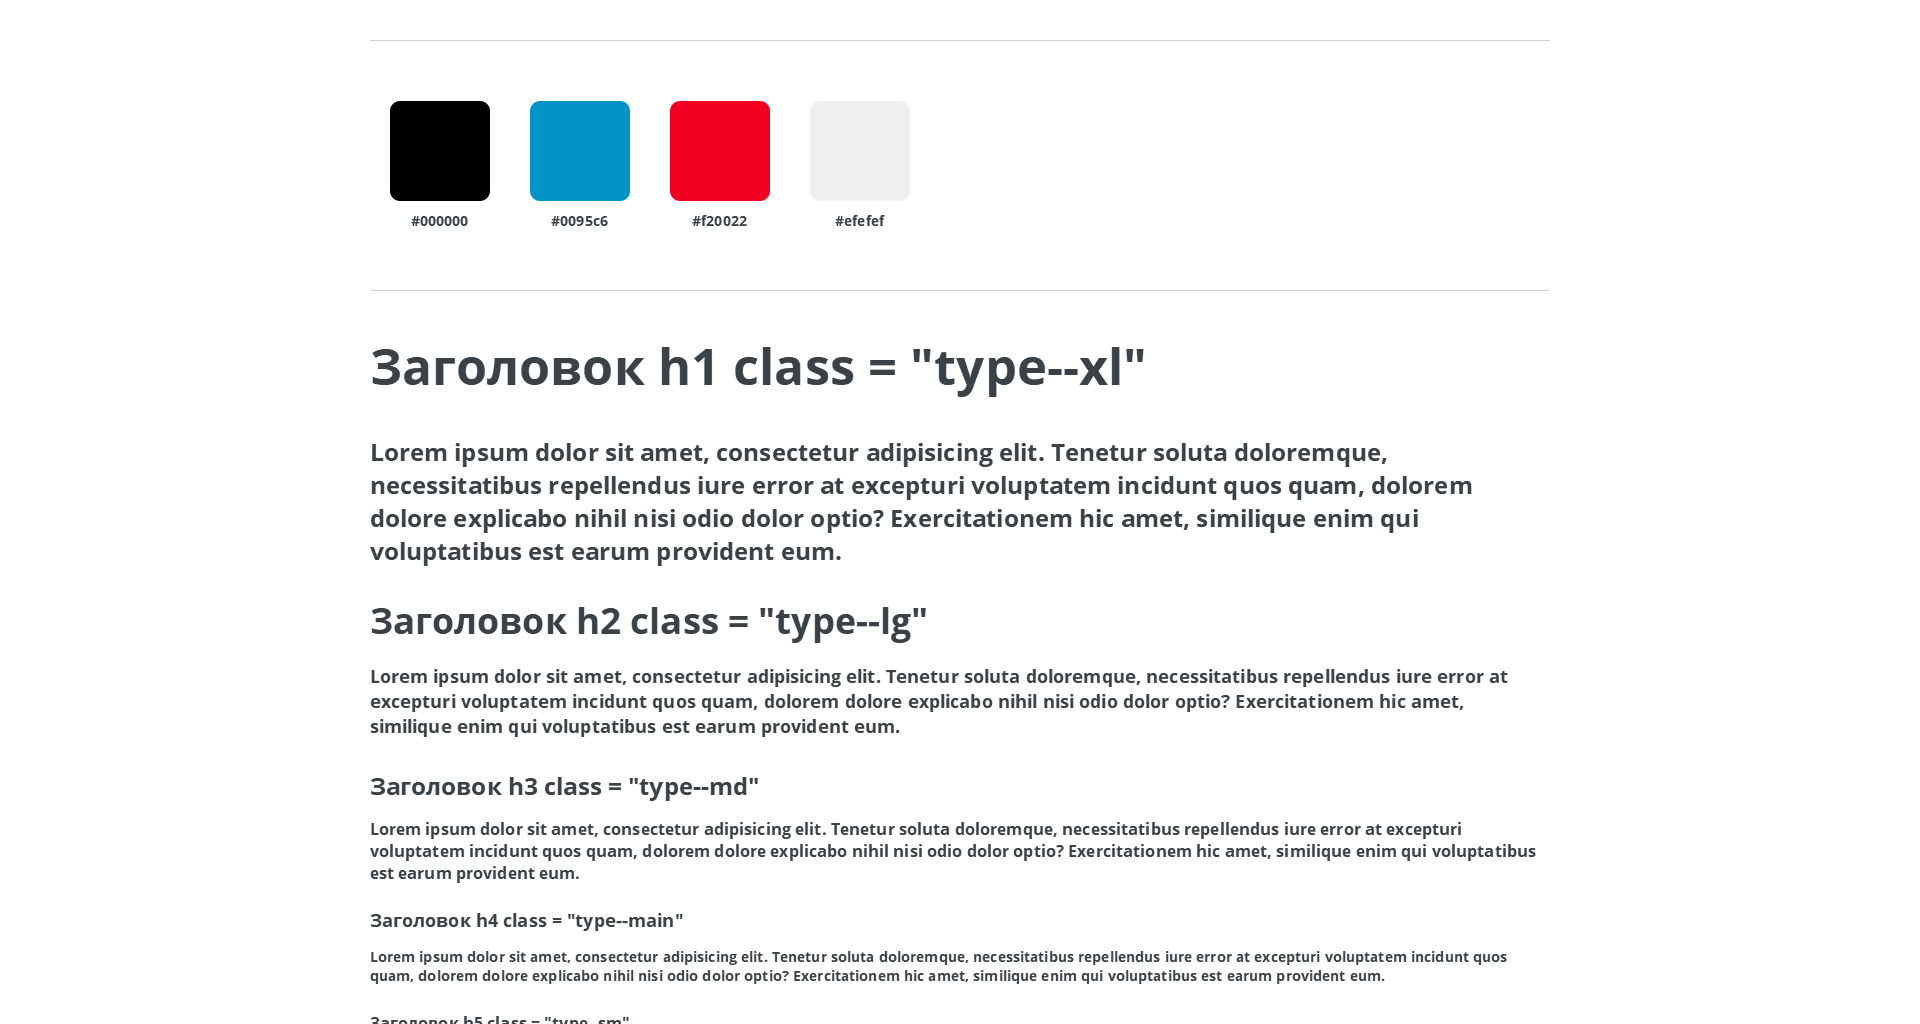 #000000 #0095c6 #f20022 #efefef
Заголовок h1 class = "type--xl"
Lorem ipsum dolor sit amet, consectetur adipisicing elit. Tenetur soluta doloremque,
necessitatibus repellendus iure error at excepturi voluptatem incidunt quos quam, dolorem
dolore explicabo nihil nisi odio dolor optio? Exercitationem hic amet, similique enim qui
voluptatibus est earum provident eum.
Заголовок h2 class = "type--lg"
Lorem ipsum dolor sit amet, consectetur adipisicing elit. Tenetur soluta doloremque, necessitatibus repellendus iure error at
excepturi voluptatem incidunt quos quam, dolorem dolore explicabo nihil nisi odio dolor optio? Exercitationem hic amet,
similique enim qui voluptatibus est earum provident eum.
Заголовок h3 class = "type--md"
Lorem ipsum dolor sit amet, consectetur adipisicing elit. Tenetur soluta doloremque, necessitatibus repellendus iure error at excepturi
voluptatem incidunt quos quam, dolorem dolore explicabo nihil nisi odio dolor optio? Exercitationem hic amet, similique enim qui voluptatibus
est earum provident eum.
Заголовок h4 class = "type--main"
Lorem ipsum dolor sit amet, consectetur adipisicing elit. Tenetur soluta doloremque, necessitatibus repellendus iure error at excepturi voluptatem incidunt quos
quam, dolorem dolore explicabo nihil nisi odio dolor optio? Exercitationem hic amet, similique enim qui voluptatibus est earum provident eum.
Заголовок h5 class = "type--sm"